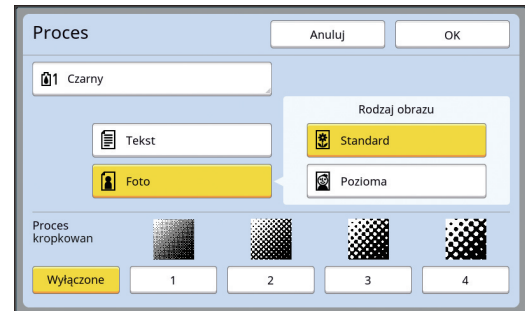 Proces
Anuluj
OK
1 Czarny
Rodzaj obrazu
Tekst
Standard
Foto
Pozioma
Proces
kropkowan
Wyłączone
1
2
3
4